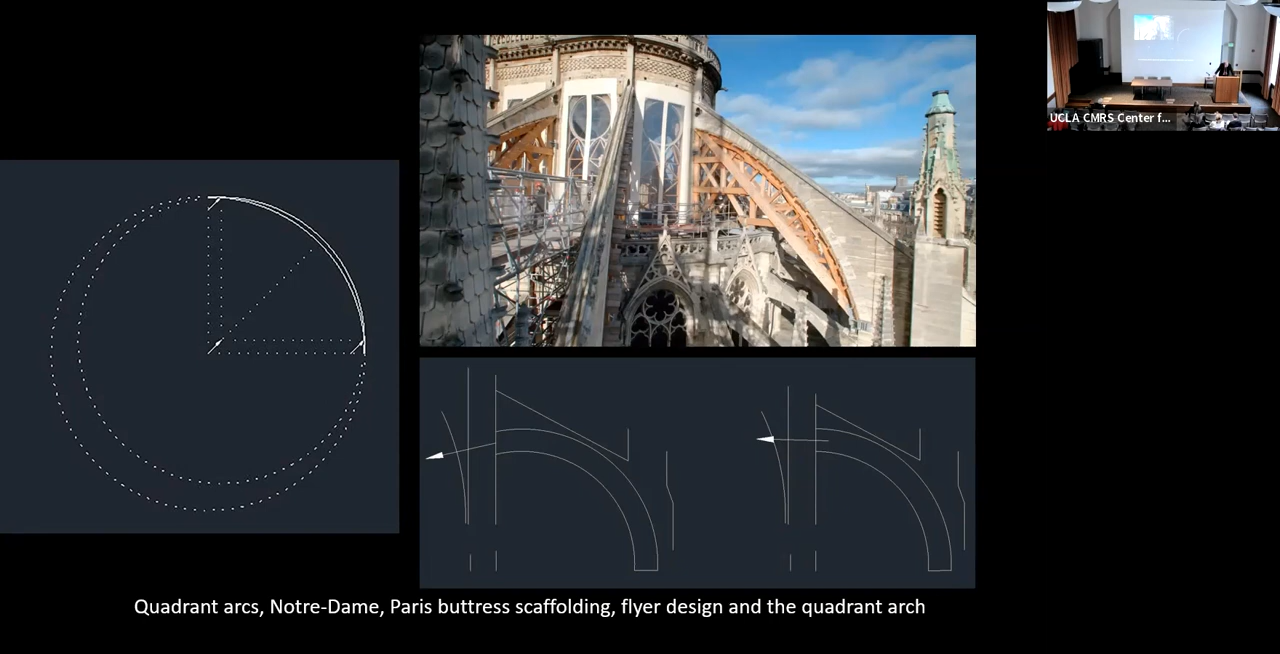 UCLA CMRS Center f...
Quadrant arcs, Notre-Dame, Paris buttress scaffolding, flyer design and the quadrant arch